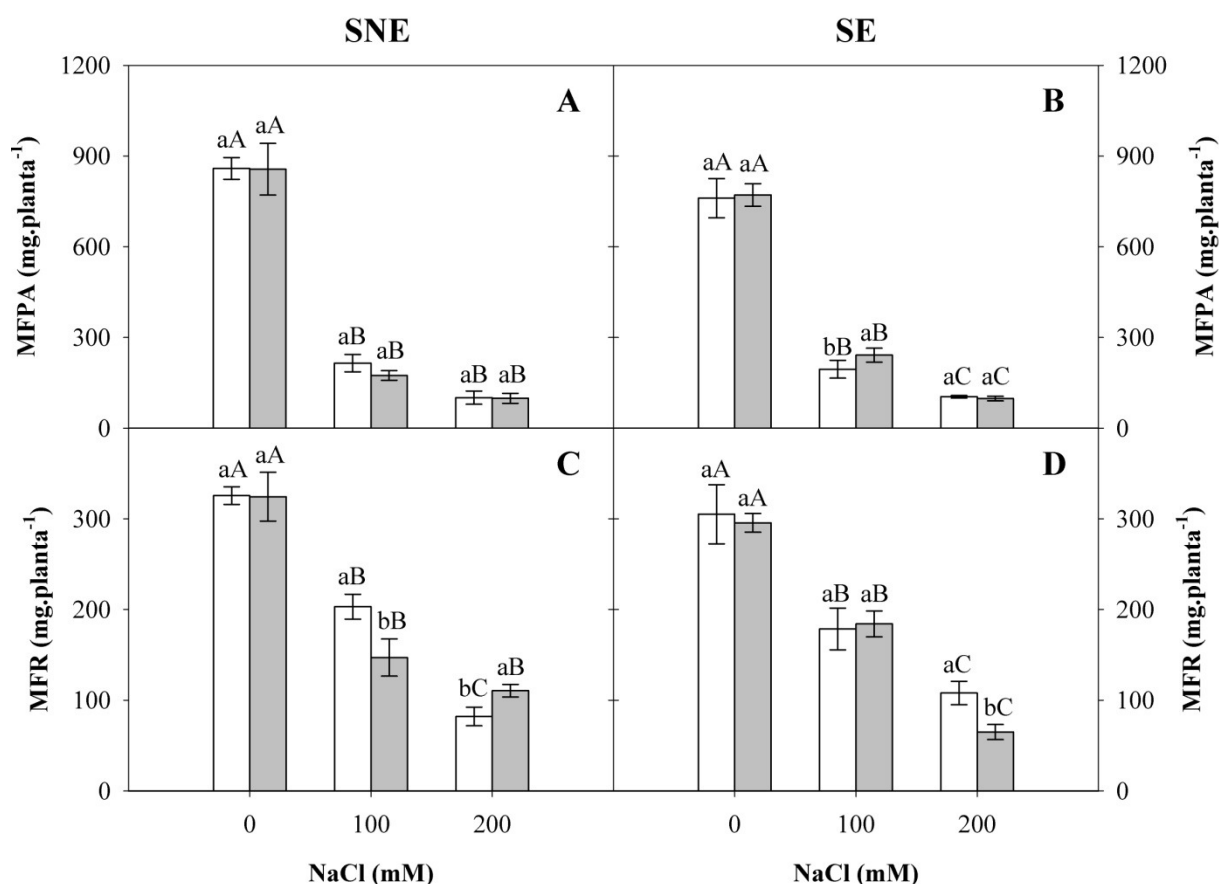 SNE
SE
1200
900
600
300
0
MFPA (mg.planta⁻¹)
A
aA
aA
aB
aB
aB
aB
B
aA
aA
bB
aB
aC
aC
1200
900
600
300
0
MFPA (mg.planta⁻¹)
300
200
100
0
MFR (mg.planta⁻¹)
C
aA
aA
aB
bB
bC
aB
D
aA
aA
aB
aB
aC
bC
300
200
100
0
MFR (mg.planta⁻¹)
0
100
200
0
100
200
NaCl (mM)
NaCl (mM)